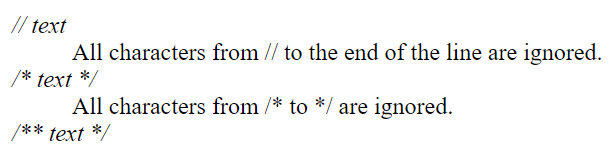 // text
All characters from // to the end of the line are ignored.
/* text */
All characters from /* to */ are ignored.
/** text */